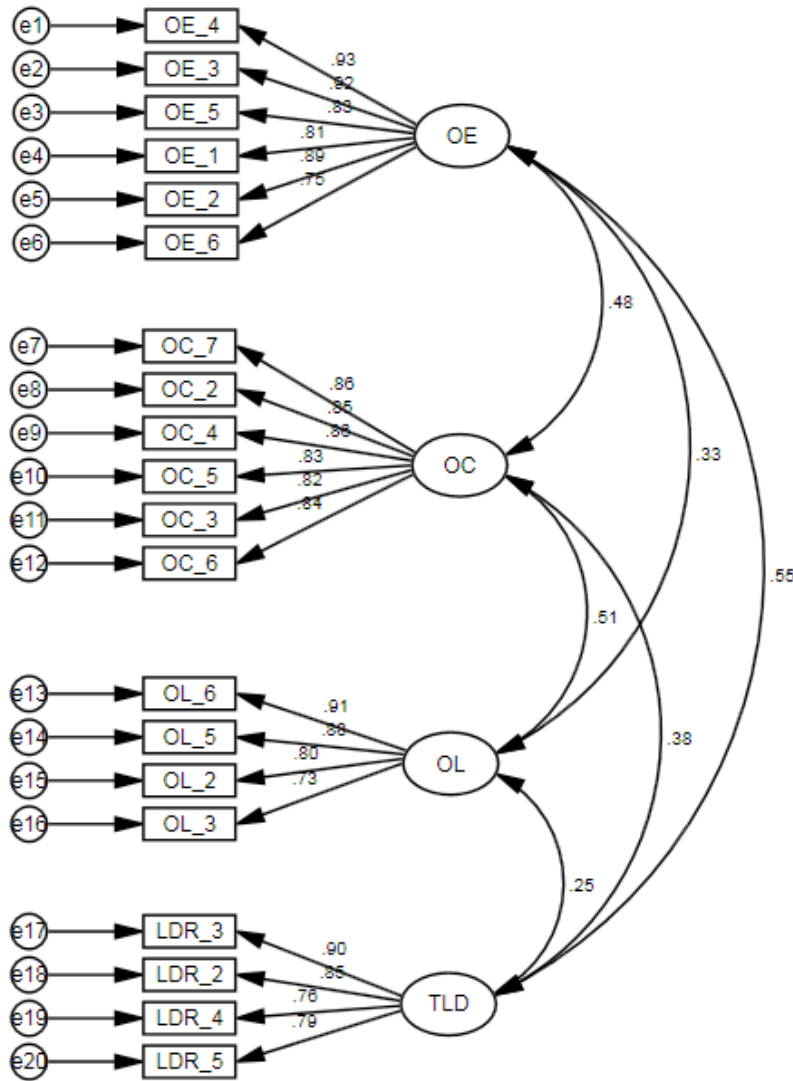 e1 OE_4
.93
e2 OE_3
.92
e3 OE_5
.83
e4 OE_1
.81
e5 OE_2
.89
e6 OE_6
.75
OE
.48
e7 OC_7
.86
e8 OC_2
.85
e9 OC_4
.86
e10 OC_5
.83
e11 OC_3
.82
e12 OC_6
.84
OC
.33
.55
.51
e13 OL_6
.91
e14 OL_5
e15 OL_2
.80
e16 OL_3
.73
OL
.38
.25
e17 LDR_3
.90
e18 LDR_2
.85
e19 LDR_4
.76
e20 LDR_5
.79
TLD